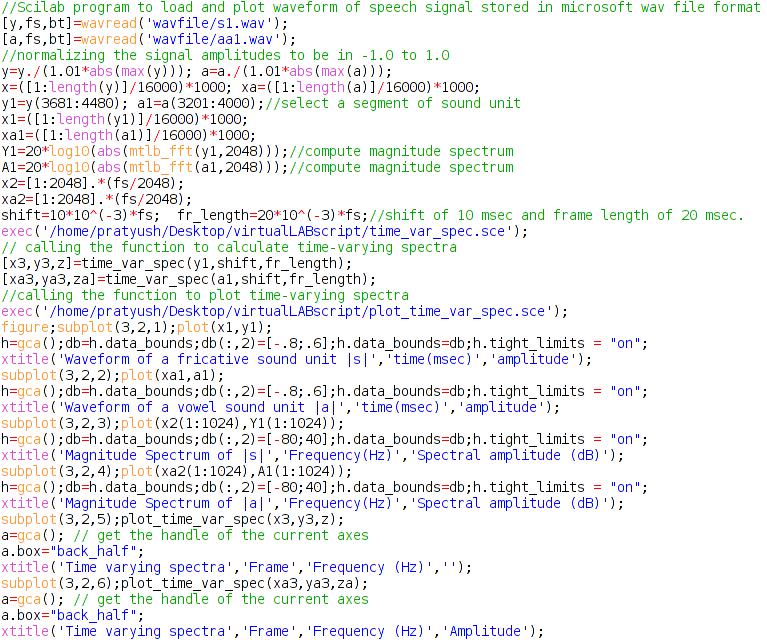 //Scilab program to load and plot waveform of speech signal stored in microsoft wav file format
[y,fs,bt]=wavread('wavfile/s1.wav');
[a,fs,bt]=wavread('wavfile/aa1.wav');
//normalizing the signal amplitudes to be in -1.0 to 1.0
y=y./(1.01*abs(max(y))); a=a./(1.01*abs(max(a)));
x=([1:length(y)]/16000)*1000; xa=([1:length(a)]/16000)*1000;
y1=y(3681:4480); a1=a(3201:4000);//select a segment of sound unit
x1=([1:length(y1)]/16000)*1000;
xa1=([1:length(a1)]/16000)*1000;
Y1=20*log10(abs(mtlb_fft(y1,2048)));//compute magnitude spectrum
A1=20*log10(abs(mtlb_fft(a1,2048)));//compute magnitude spectrum
x2=[1:2048].*(fs/2048);
xa2=[1:2048].*(fs/2048);
shift=10*10^(-3)*fs;  fr_length=20*10^(-3)*fs;//shift of 10 msec and frame length of 20 msec.
exec('/home/pratyush/Desktop/virtualLABscript/time_var_spec.sce');
// calling the function to calculate time-varying spectra
[x3,y3,z]=time_var_spec(y1,shift,fr_length);
[xa3,ya3,za]=time_var_spec(a1,shift,fr_length);
//calling the function to plot time-varying spectra
exec('/home/pratyush/Desktop/virtualLABscript/plot_time_var_spec.sce');
figure;subplot(3,2,1);plot(x1,y1);
h=gca();db=h.data_bounds;db(:,2)=[-.8;.6];h.data_bounds=db;h.tight_limits = "on";
xtitle('Waveform of a fricative sound unit |s|','time(msec)','amplitude');
subplot(3,2,2);plot(xa1,a1);
h=gca();db=h.data_bounds;db(:,2)=[-.8;.6];h.data_bounds=db;h.tight_limits = "on";
xtitle('Waveform of a vowel sound unit |a|','time(msec)','amplitude');
subplot(3,2,3);plot(x2(1:1024),Y1(1:1024));
h=gca();db=h.data_bounds;db(:,2)=[-80;40];h.data_bounds=db;h.tight_limits = "on";
xtitle('Magnitude Spectrum of |s|','Frequency(Hz)','Spectral amplitude (dB)');
subplot(3,2,4);plot(xa2(1:1024),A1(1:1024));
h=gca();db=h.data_bounds;db(:,2)=[-80;40];h.data_bounds=db;h.tight_limits = "on";
xtitle('Magnitude Spectrum of |a|','Frequency(Hz)','Spectral amplitude (dB)');
subplot(3,2,5);plot_time_var_spec(x3,y3,z);
a=gca(); // get the handle of the current axes
a.box="back_half";
xtitle('Time varying spectra','Frame','Frequency (Hz)','');
subplot(3,2,6);plot_time_var_spec(xa3,ya3,za);
a=gca(); // get the handle of the current axes
a.box="back_half";
xtitle('Time varying spectra','Frame','Frequency (Hz)','Amplitude');